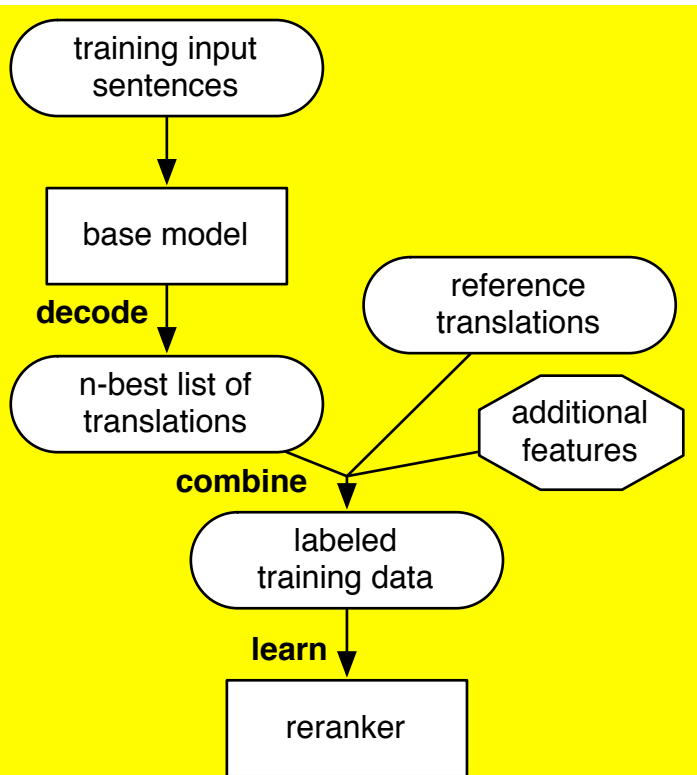 training input
sentences
base model
decode
reference
translations
n-best list of
translations
additional
features
combine
labeled
training data
learn
reranker